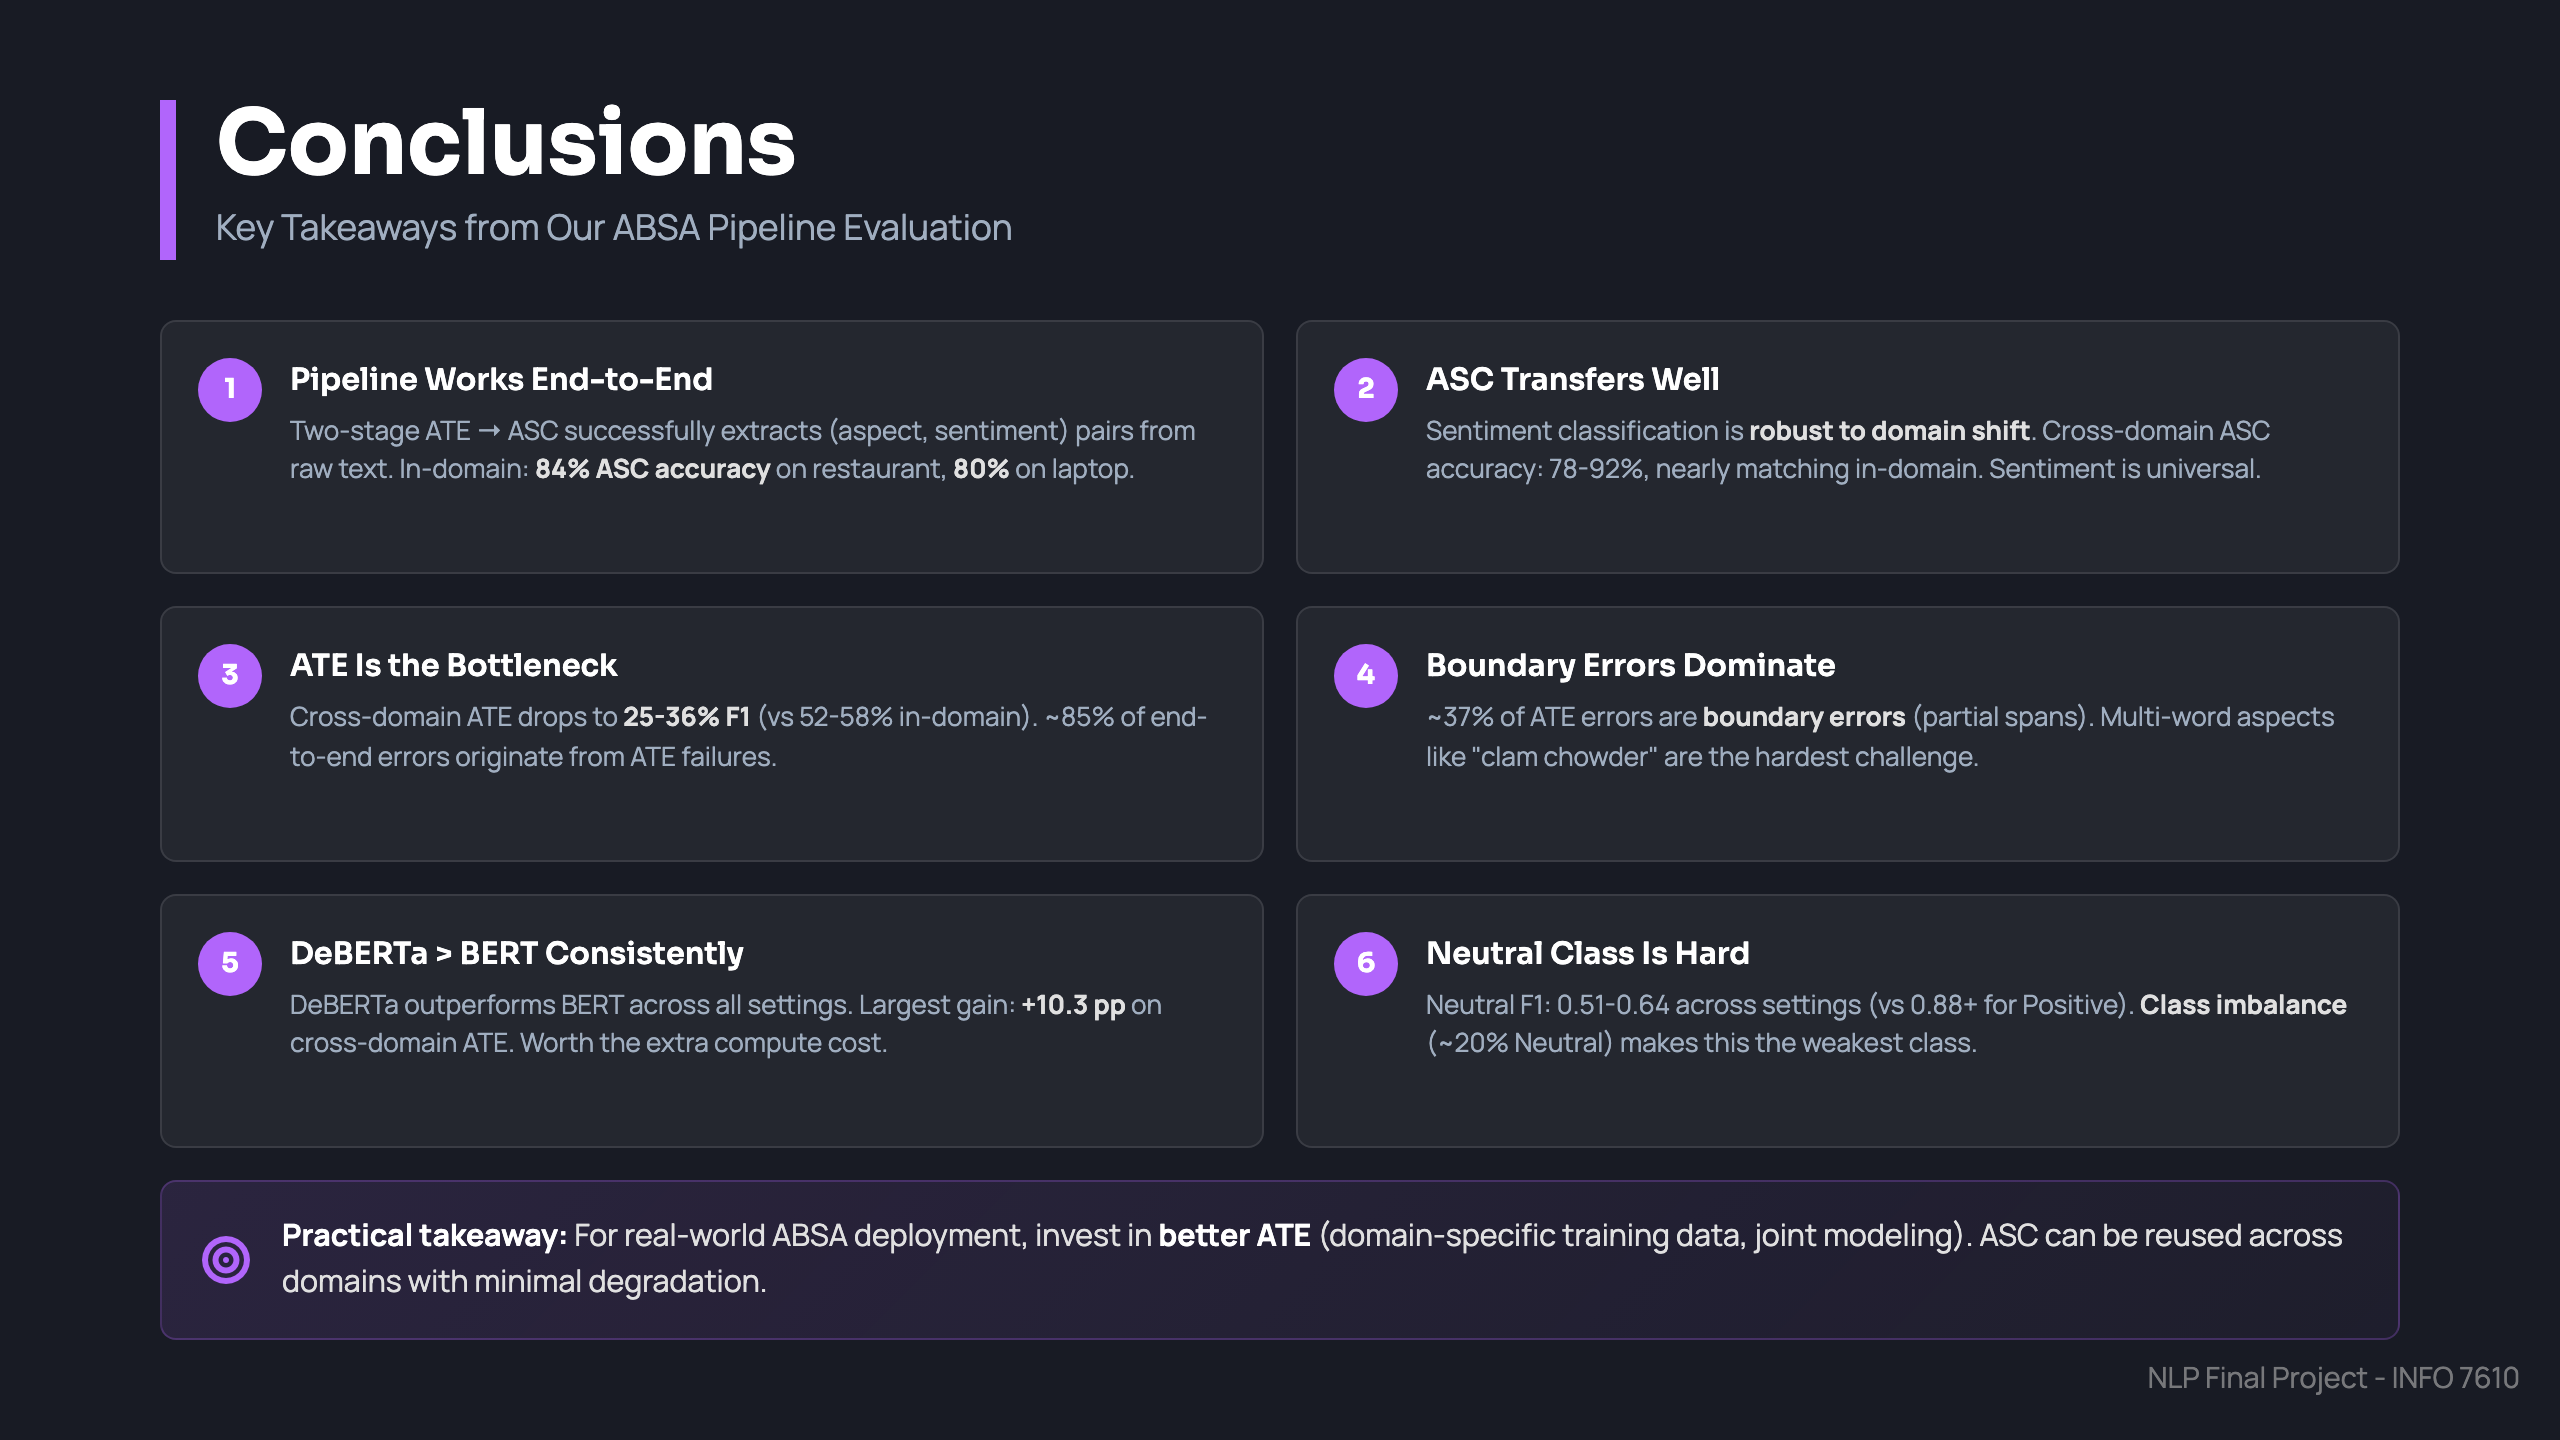 Conclusions
Key Takeaways from Our ABSA Pipeline Evaluation
1
Pipeline Works End-to-End
Two-stage ATE → ASC successfully extracts (aspect, sentiment) pairs from
raw text. In-domain: 84% ASC accuracy on restaurant, 80% on laptop.
2
ASC Transfers Well
Sentiment classification is robust to domain shift. Cross-domain ASC
accuracy: 78-92%, nearly matching in-domain. Sentiment is universal.
3
ATE Is the Bottleneck
Cross-domain ATE drops to 25-36% F1 (vs 52-58% in-domain). ~85% of end-
to-end errors originate from ATE failures.
4
Boundary Errors Dominate
~37% of ATE errors are boundary errors (partial spans). Multi-word aspects
like "clam chowder" are the hardest challenge.
5
DeBERTa > BERT Consistently
DeBERTa outperforms BERT across all settings. Largest gain: +10.3 pp on
cross-domain ATE. Worth the extra compute cost.
6
Neutral Class Is Hard
Neutral F1: 0.51-0.64 across settings (vs 0.88+ for Positive). Class imbalance
(~20% Neutral) makes this the weakest class.
Practical takeaway: For real-world ABSA deployment, invest in better ATE (domain-specific training data, joint modeling). ASC can be reused across
domains with minimal degradation.
NLP Final Project - INFO 7610